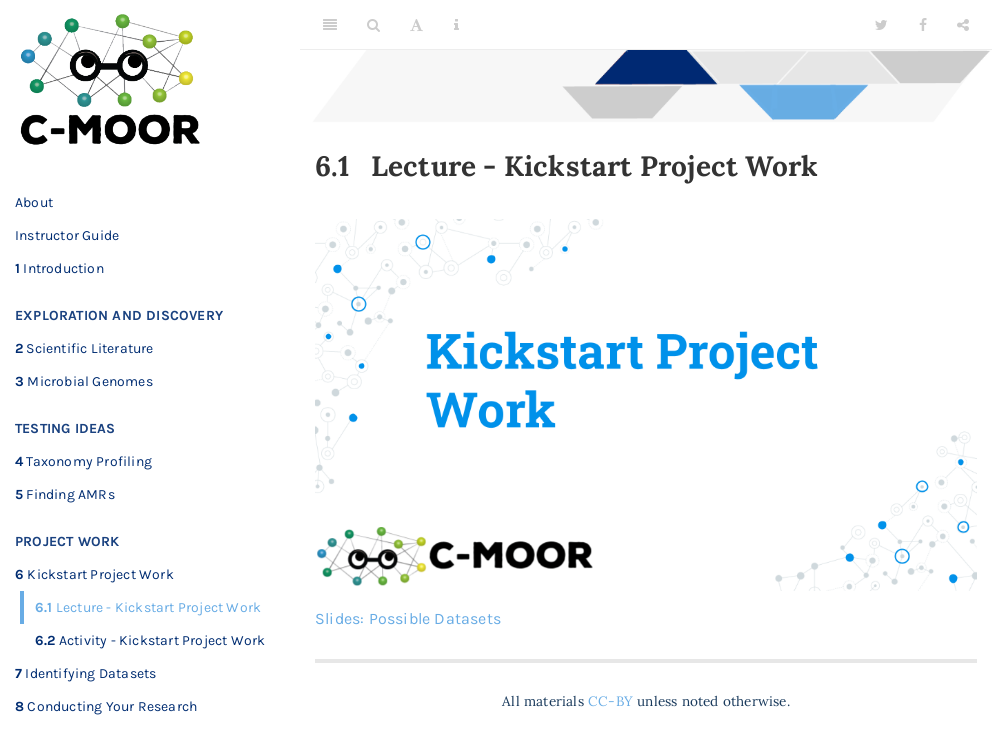 C-MOOR
About
Instructor Guide
1 Introduction
EXPLORATION AND DISCOVERY
2 Scientific Literature
3 Microbial Genomes
TESTING IDEAS
4 Taxonomy Profiling
5 Finding AMRs
PROJECT WORK
6 Kickstart Project Work
6.1 Lecture - Kickstart Project Work
6.2 Activity - Kickstart Project Work
7 Identifying Datasets
8 Conducting Your Research
6.1 Lecture - Kickstart Project Work
Kickstart Project
Work
C-MOOR
Slides: Possible Datasets
All materials CC-BY unless noted otherwise.